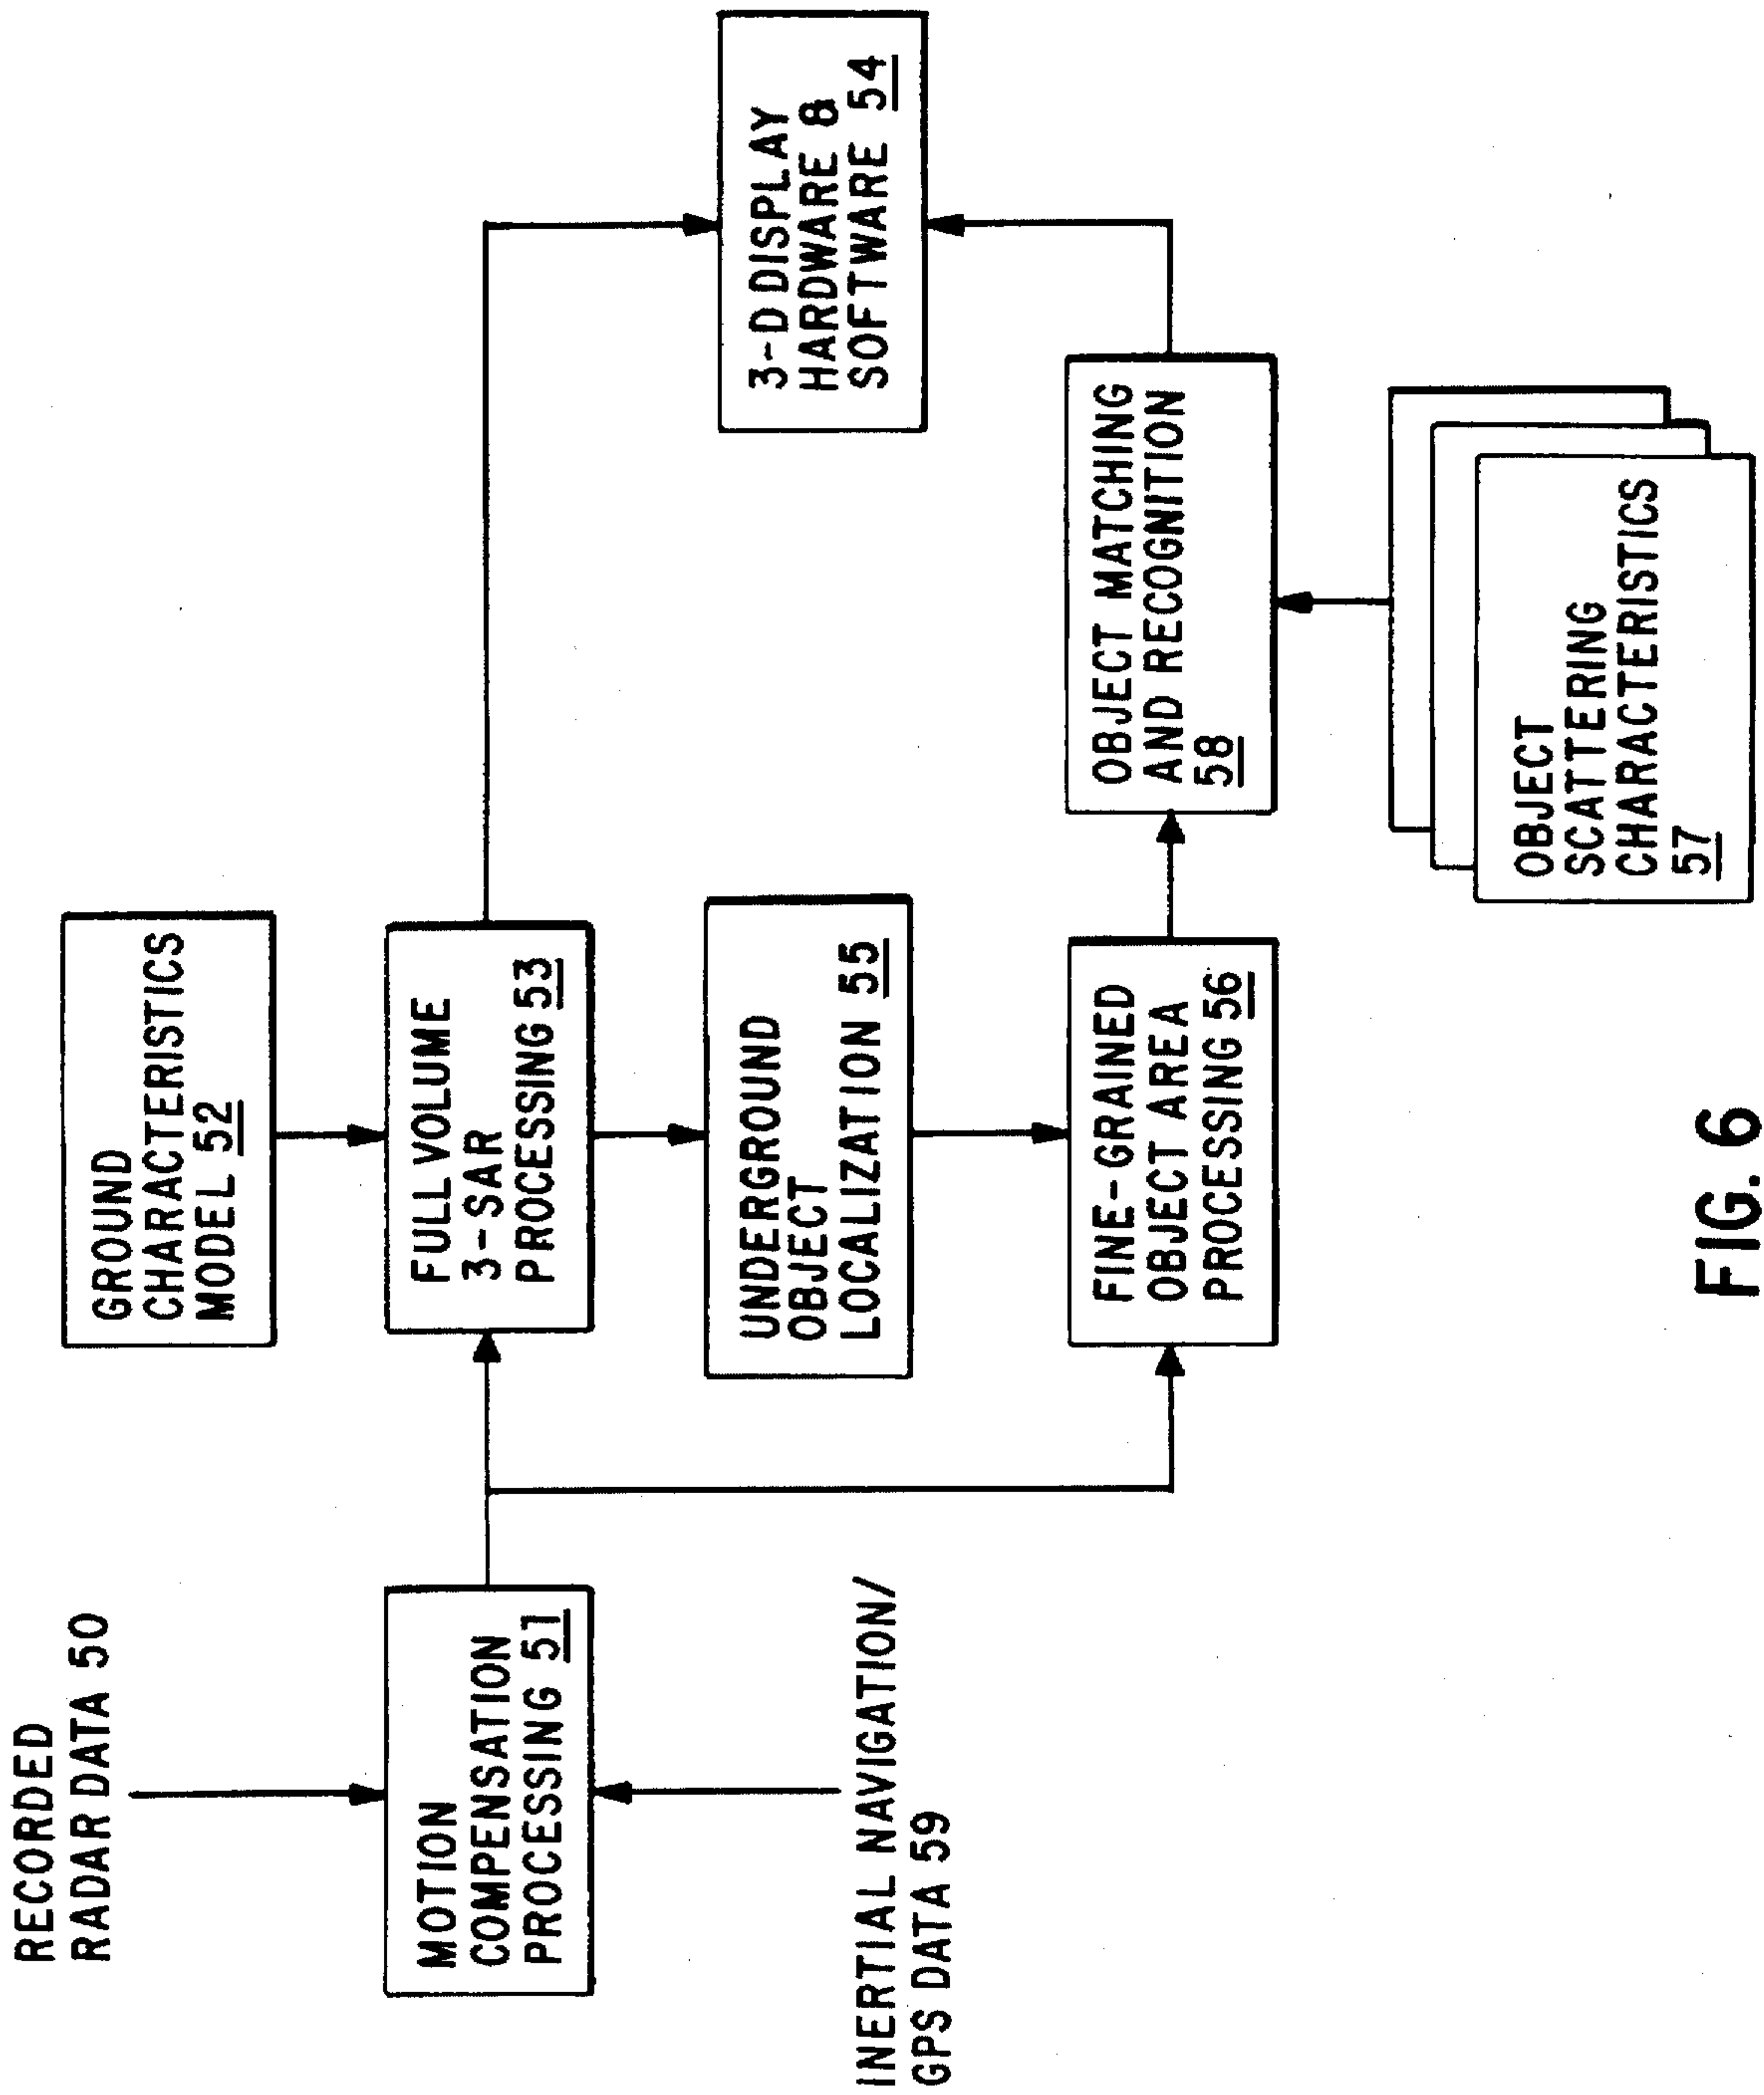 RECORDED
RADAR DATA 50
MOTION
COMPENSATION
PROCESSING 51
INERTIAL NAVIGATION/
GPS DATA 59
GROUND
CHARACTERISTICS
MODEL 52
FULL VOLUME
3-SAR
PROCESSING 53
UNDERGROUND
OBJECT
LOCALIZATION 55
FINE-GRAINED
OBJECT AREA
PROCESSING 56
3-D DISPLAY
HARDWARE &
SOFTWARE 54
OBJECT MATCHING
AND RECOGNITION
58
OBJECT
SCATTERING
CHARACTERISTICS
57
FIG. 6